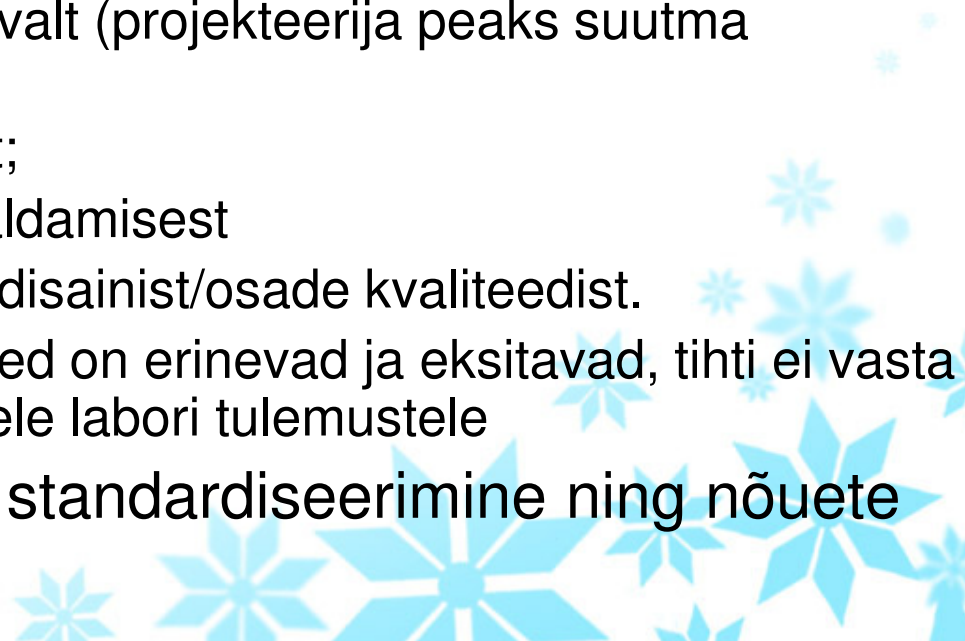 valt (projekteerija peaks suutma
t;
ldamisest
disainist/osade kvaliteedist.
ed on erinevad ja eksitavad, tihti ei vasta
ele labori tulemustele
standardiseerimine ning nõuete